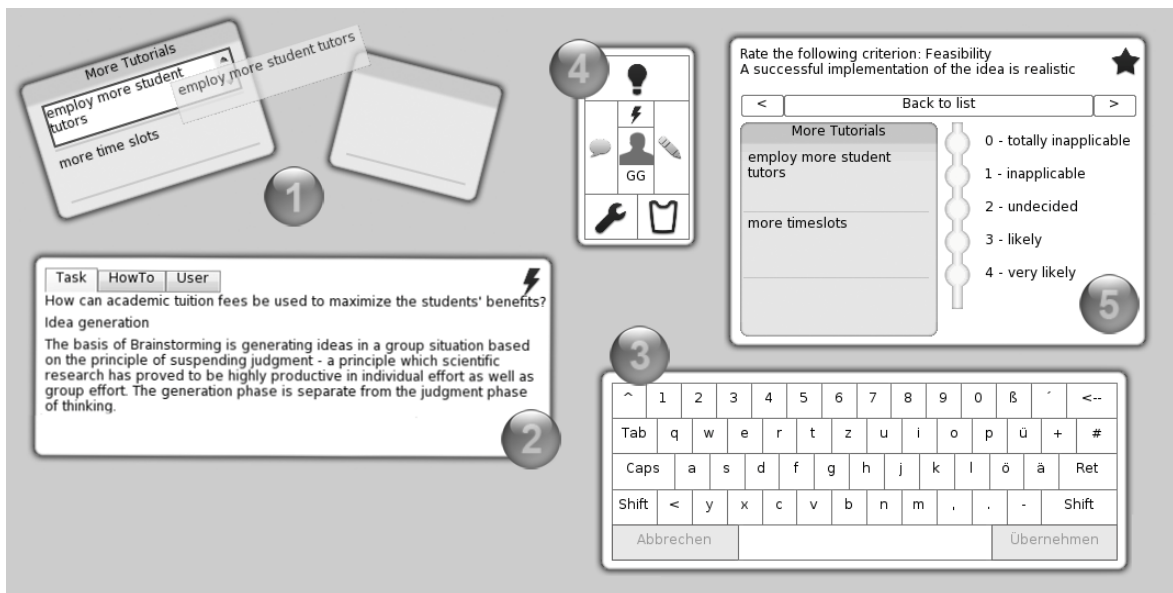 More Tutorials
employ more student
tutors
more time slots
employ more student tutors
1
Task HowTo User
How can academic tuition fees be used to maximize the students' benefits?
Idea generation
The basis of Brainstorming is generating ideas in a group situation based
on the principle of suspending judgment - a principle which scientific
research has proved to be highly productive in individual effort as well as
group effort. The generation phase is separate from the judgment phase
of thinking.
2
4
GG
Rate the following criterion: Feasibility
A successful implementation of the idea is realistic
< Back to list >
More Tutorials
employ more student
tutors
more timeslots
0 - totally inapplicable
1 - inapplicable
2 - undecided
3 - likely
4 - very likely
5
3
^ 1 2 3 4 5 6 7 8 9 0 ß ´ <--
Tab q w e r t z u i o p ü + #
Caps a s d f g h j k l ö ä Ret
Shift < y x c v b n m , . - Shift
Abbrechen Übernehmen